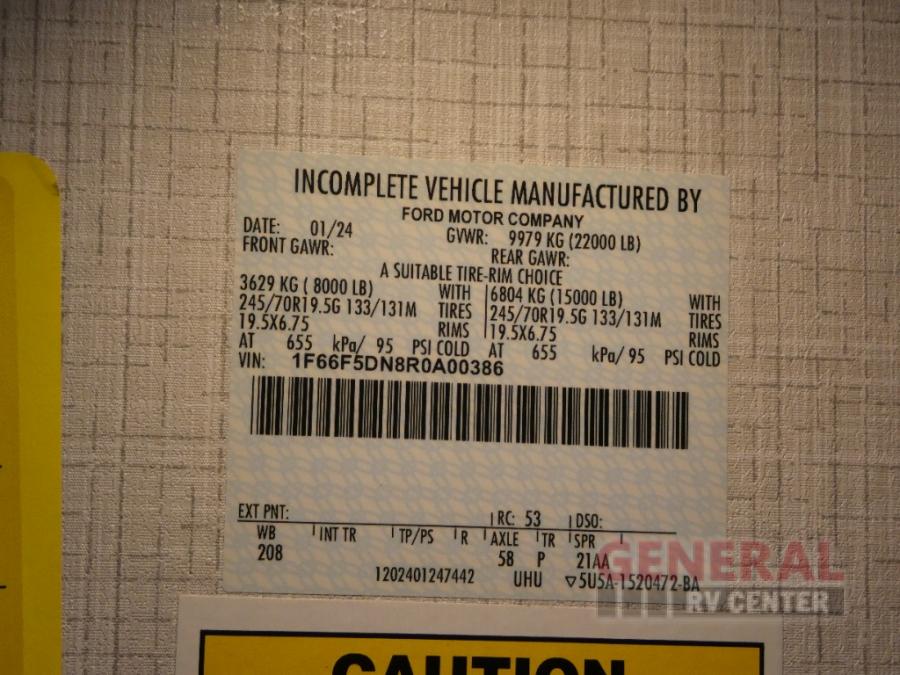 INCOMPLETE VEHICLE MANUFACTURED BY
FORD MOTOR COMPANY
DATE: 01/24 GVWR: 9979 KG (22000 LB)
FRONT GAWR: REAR GAWR:
A SUITABLE TIRE-RIM CHOICE
3629 KG ( 8000 LB) WITH 6804 KG (15000 LB) WITH
245/70R19.5G 133/131M TIRES 245/70R19.5G 133/131M TIRES
19.5X6.75 RIMS 19.5X6.75 RIMS
AT 655 kPa/ 95 PSI COLD AT 655 kPa/ 95 PSI COLD
VIN: 1F66F5DN8R0A00386
EXT PNT: RC: 53 DSO:
WB INT TR TP/PS R AXLE TR SPR
208 58 P 21AA
1202401247442 UHU ▽5U5A-1520472-BA
GENERAL
RV CENTER
CAUTION